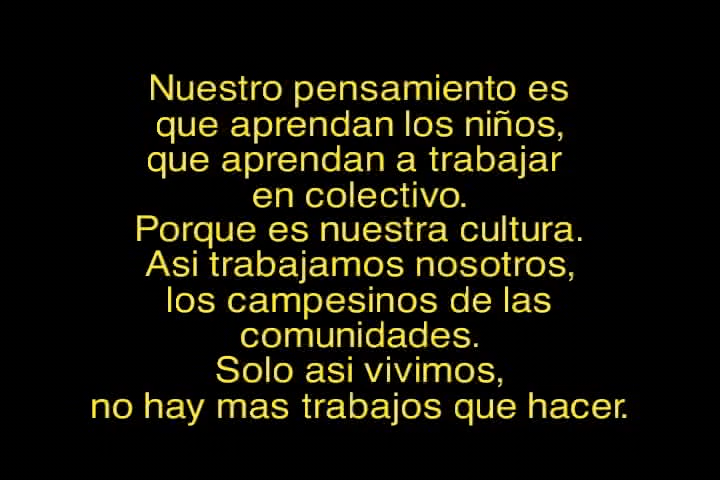 Nuestro pensamiento es
que aprendan los niños,
que aprendan a trabajar
en colectivo.
Porque es nuestra cultura.
Asi trabajamos nosotros,
los campesinos de las
comunidades.
Solo asi vivimos,
no hay mas trabajos que hacer.